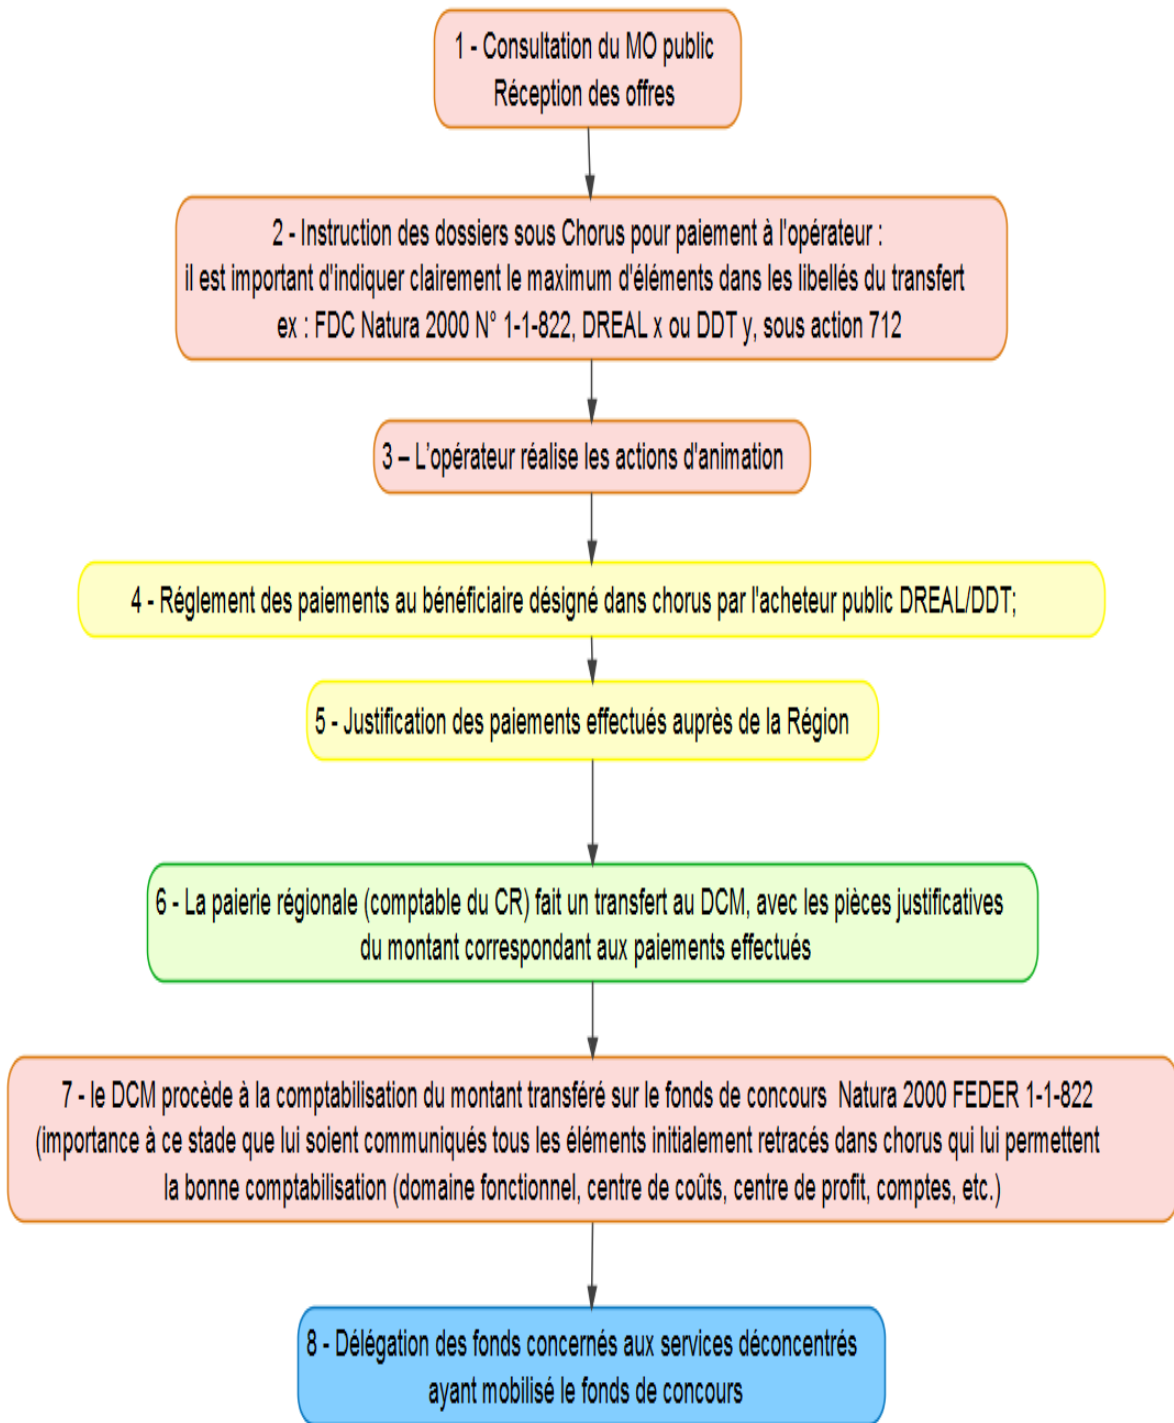 1 - Consultation du MO public
Réception des offres
2 - Instruction des dossiers sous Chorus pour paiement à l'opérateur :
il est important d'indiquer clairement le maximum d'éléments dans les libellés du transfert
ex : FDC Natura 2000 N° 1-1-822, DREAL x ou DDT y, sous action 712
3 – L'opérateur réalise les actions d'animation
4 - Réglement des paiements au bénéficiaire désigné dans chorus par l'acheteur public DREAL/DDT;
5 - Justification des paiements effectués auprès de la Région
6 - La paierie régionale (comptable du CR) fait un transfert au DCM, avec les pièces justificatives
du montant correspondant aux paiements effectués
7 - le DCM procède à la comptabilisation du montant transféré sur le fonds de concours Natura 2000 FEDER 1-1-822
(importance à ce stade que lui soient communiqués tous les éléments initialement retracés dans chorus qui lui permettent
la bonne comptabilisation (domaine fonctionnel, centre de coûts, centre de profit, comptes, etc.)
8 - Délégation des fonds concernés aux services déconcentrés
ayant mobilisé le fonds de concours